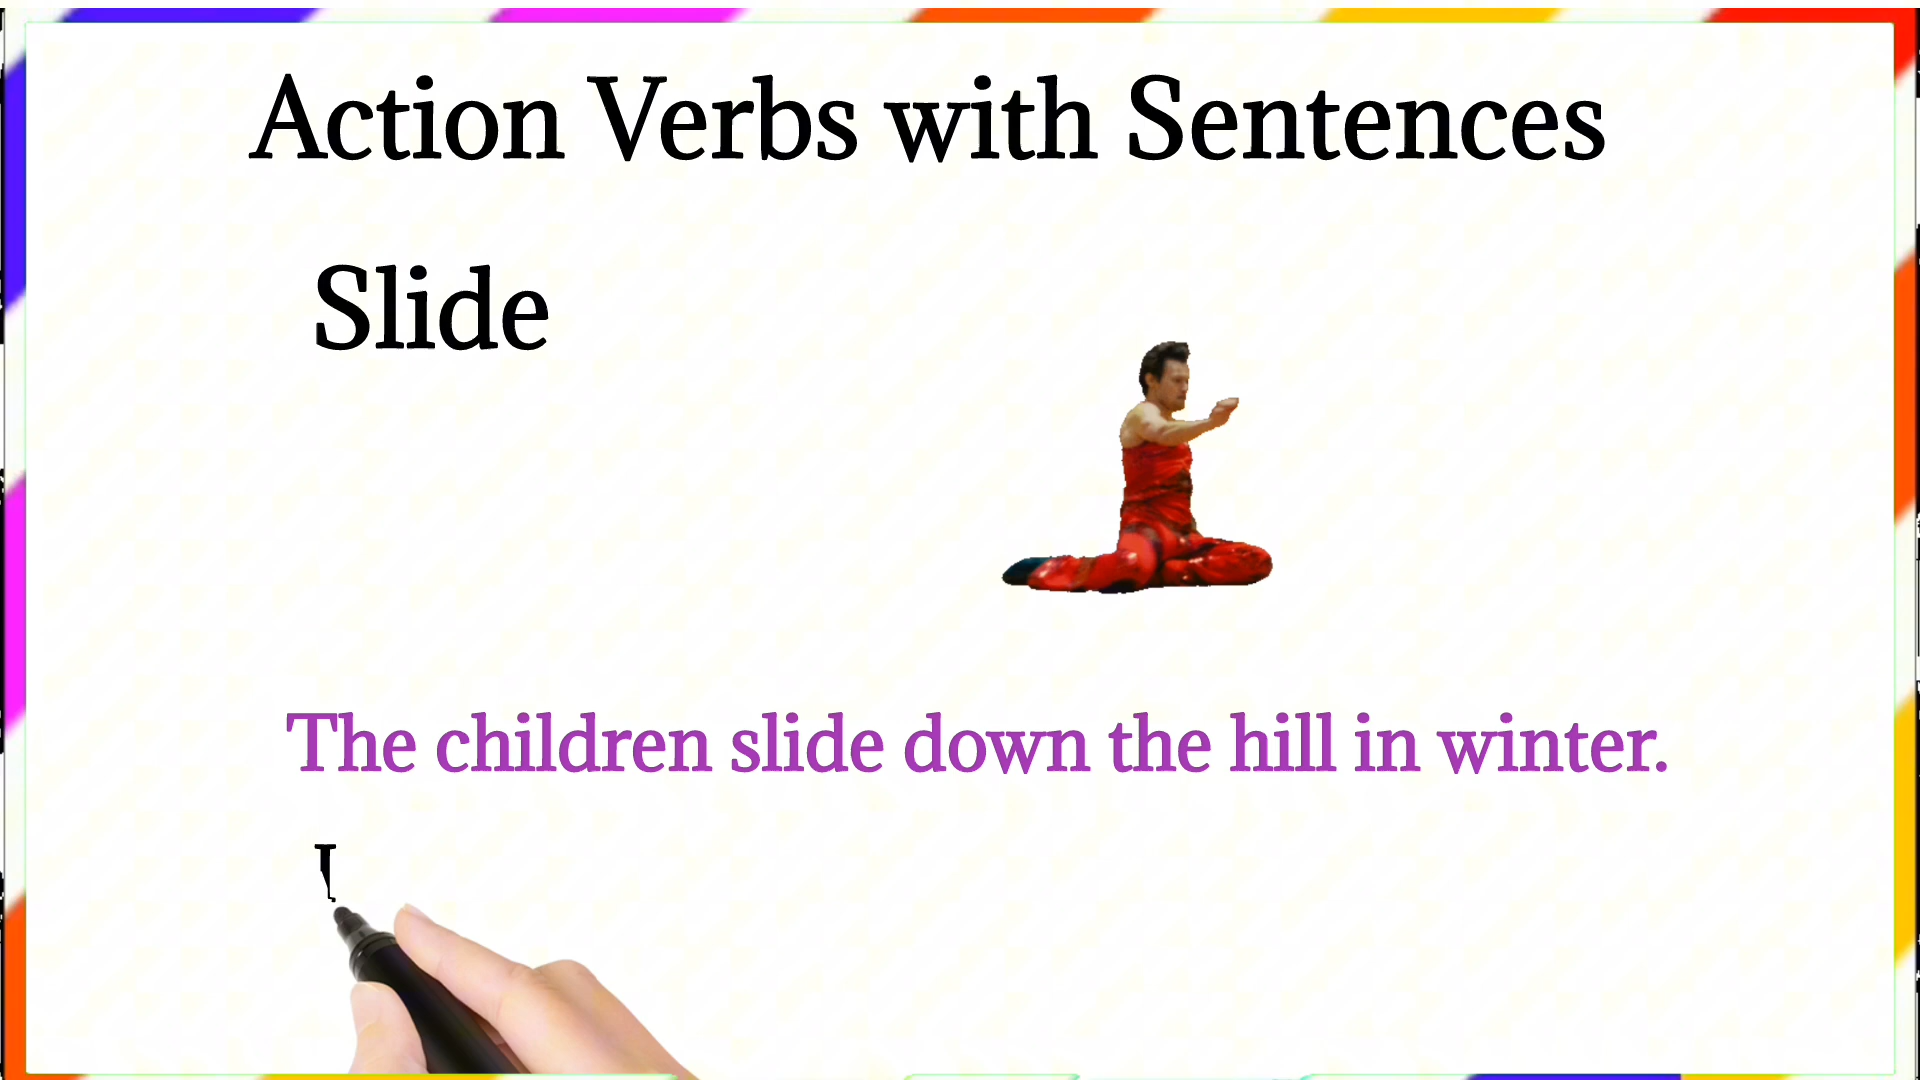 Action Verbs with Sentences
Slide
The children slide down the hill in winter.